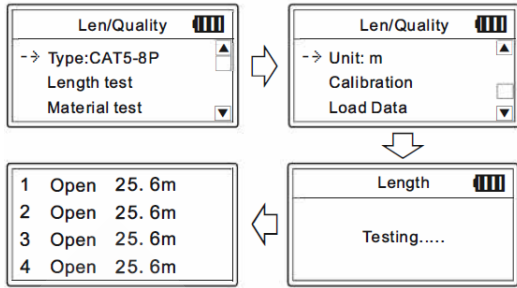 Len/Quality
Type:CAT5-8P
Length test
Material test
Len/Quality
Unit: m
Calibration
Load Data
Length
Testing.....
1 Open 25. 6m
2 Open 25. 6m
3 Open 25. 6m
4 Open 25. 6m